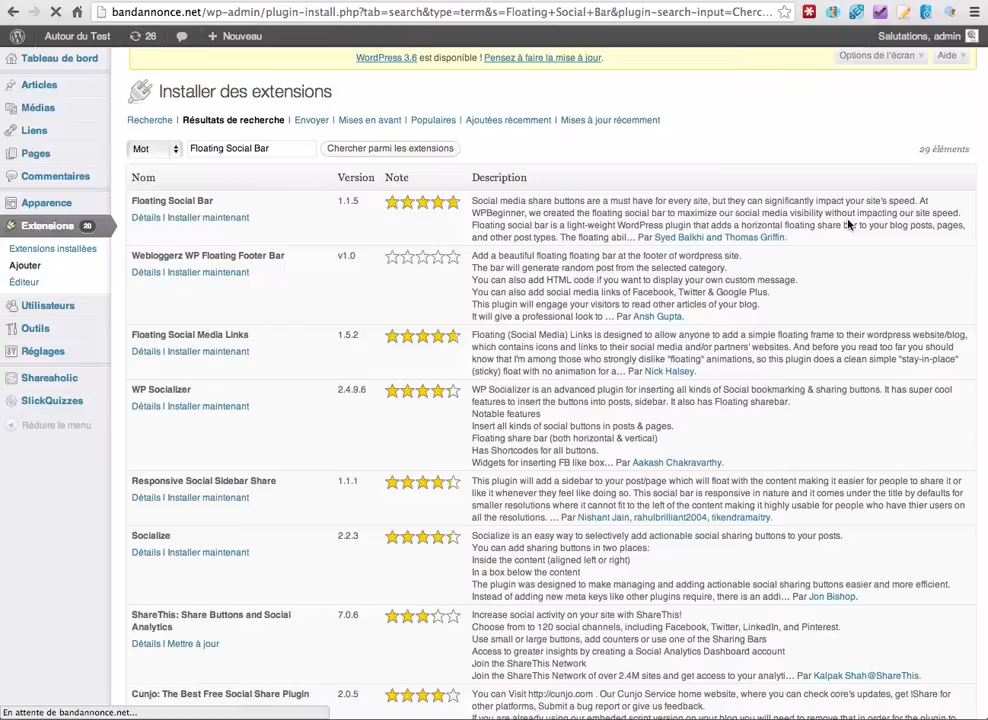 bandannonce.net/wp-admin/plugin-install.php?tab=search&type=term&s=Floating+Social+Bar&plugin-search-input=Cherc...
Autour du Test 26 + Nouveau Salutations, admin
WordPress 3.6 est disponible ! Pensez à faire la mise à jour.
Options de l'écran Aide
Tableau de bord
Articles
Médias
Liens
Pages
Commentaires
Apparence
Extensions 20
Extensions installées
Ajouter
Éditeur
Utilisateurs
Outils
Réglages
Shareaholic
SlickQuizzes
Réduire le menu
Installer des extensions
Recherche | Résultats de recherche | Envoyer | Mises en avant | Populaires | Ajoutées récemment | Mises à jour récemment
Mot Floating Social Bar Chercher parmi les extensions 29 éléments
Nom Version Note Description
Floating Social Bar 1.1.5
Détails | Installer maintenant
Social media share buttons are a must have for every site, but they can significantly impact your site's speed. At
WPBeginner, we created the floating social bar to maximize our social media visibility without impacting our site speed.
Floating social bar is a light-weight WordPress plugin that adds a horizontal floating share bar to your blog posts, pages,
and other post types. The floating abil... Par Syed Balkhi and Thomas Griffin.
Webloggerz WP Floating Footer Bar v1.0
Détails | Installer maintenant
Add a beautiful floating floating bar at the footer of wordpress site.
The bar will generate random post from the selected category.
You can also add HTML code if you want to display your own custom message.
You can also add social media links of Facebook, Twitter & Google Plus.
This plugin will engage your visitors to read other articles of your blog.
It will give a professional look to ... Par Ansh Gupta.
Floating Social Media Links 1.5.2
Détails | Installer maintenant
Floating (Social Media) Links is designed to allow anyone to add a simple floating frame to their wordpress website/blog,
which contains icons and links to their social media and/or partners' websites. And before you read too far you should
know that I'm among those who strongly dislike "floating" animations, so this plugin does a clean simple "stay-in-place"
(sticky) float with no animation for a... Par Nick Halsey.
WP Socializer 2.4.9.6
Détails | Installer maintenant
WP Socializer is an advanced plugin for inserting all kinds of Social bookmarking & sharing buttons. It has super cool
features to insert the buttons into posts, sidebar. It also has Floating sharebar.
Notable features
Insert all kinds of social buttons in posts & pages.
Floating share bar (both horizontal & vertical)
Has Shortcodes for all buttons.
Widgets for inserting FB like box... Par Aakash Chakravarthy.
Responsive Social Sidebar Share 1.1.1
Détails | Installer maintenant
This plugin will add a sidebar to your post/page which will float with the content making it easier for people to share it or
like it whenever they feel like doing so. This social bar is responsive in nature and it comes under the title by defaults for
smaller resolutions where it cannot fit to the left of the content making it highly usable for people who have thier users on
all the resolutions. ... Par Nishant Jain, rahulbrilliant2004, tikendramaitry.
Socialize 2.2.3
Détails | Installer maintenant
Socialize is an easy way to selectively add actionable social sharing buttons to your posts.
You can add sharing buttons in two places:
Inside the content (aligned left or right)
In a box below the content
The plugin was designed to make managing and adding actionable social sharing buttons easier and more efficient.
Instead of adding new meta keys like other plugins require, there is an addi... Par Jon Bishop.
ShareThis: Share Buttons and Social
Analytics 7.0.6
Détails | Mettre à jour
Increase social activity on your site with ShareThis!
Choose from to 120 social channels, including Facebook, Twitter, LinkedIn, and Pinterest.
Use small or large buttons, add counters or use one of the Sharing Bars
Access to greater insights by creating a Social Analytics Dashboard account
Join the ShareThis Network
Join our network of over 2.4M sites and get access to your analyti... Par Kalpak Shah@ShareThis.
Cunjo: The Best Free Social Share Plugin 2.0.5
You can Visit http://cunjo.com . Our Cunjo Service home website, where you can check core's updates, get !Share for
other platforms, Submit a bug report or give us feedback.
If you are already using our embeded script version on your blog you will need to remove that in order for the plugin to
En attente de bandannonce.net...